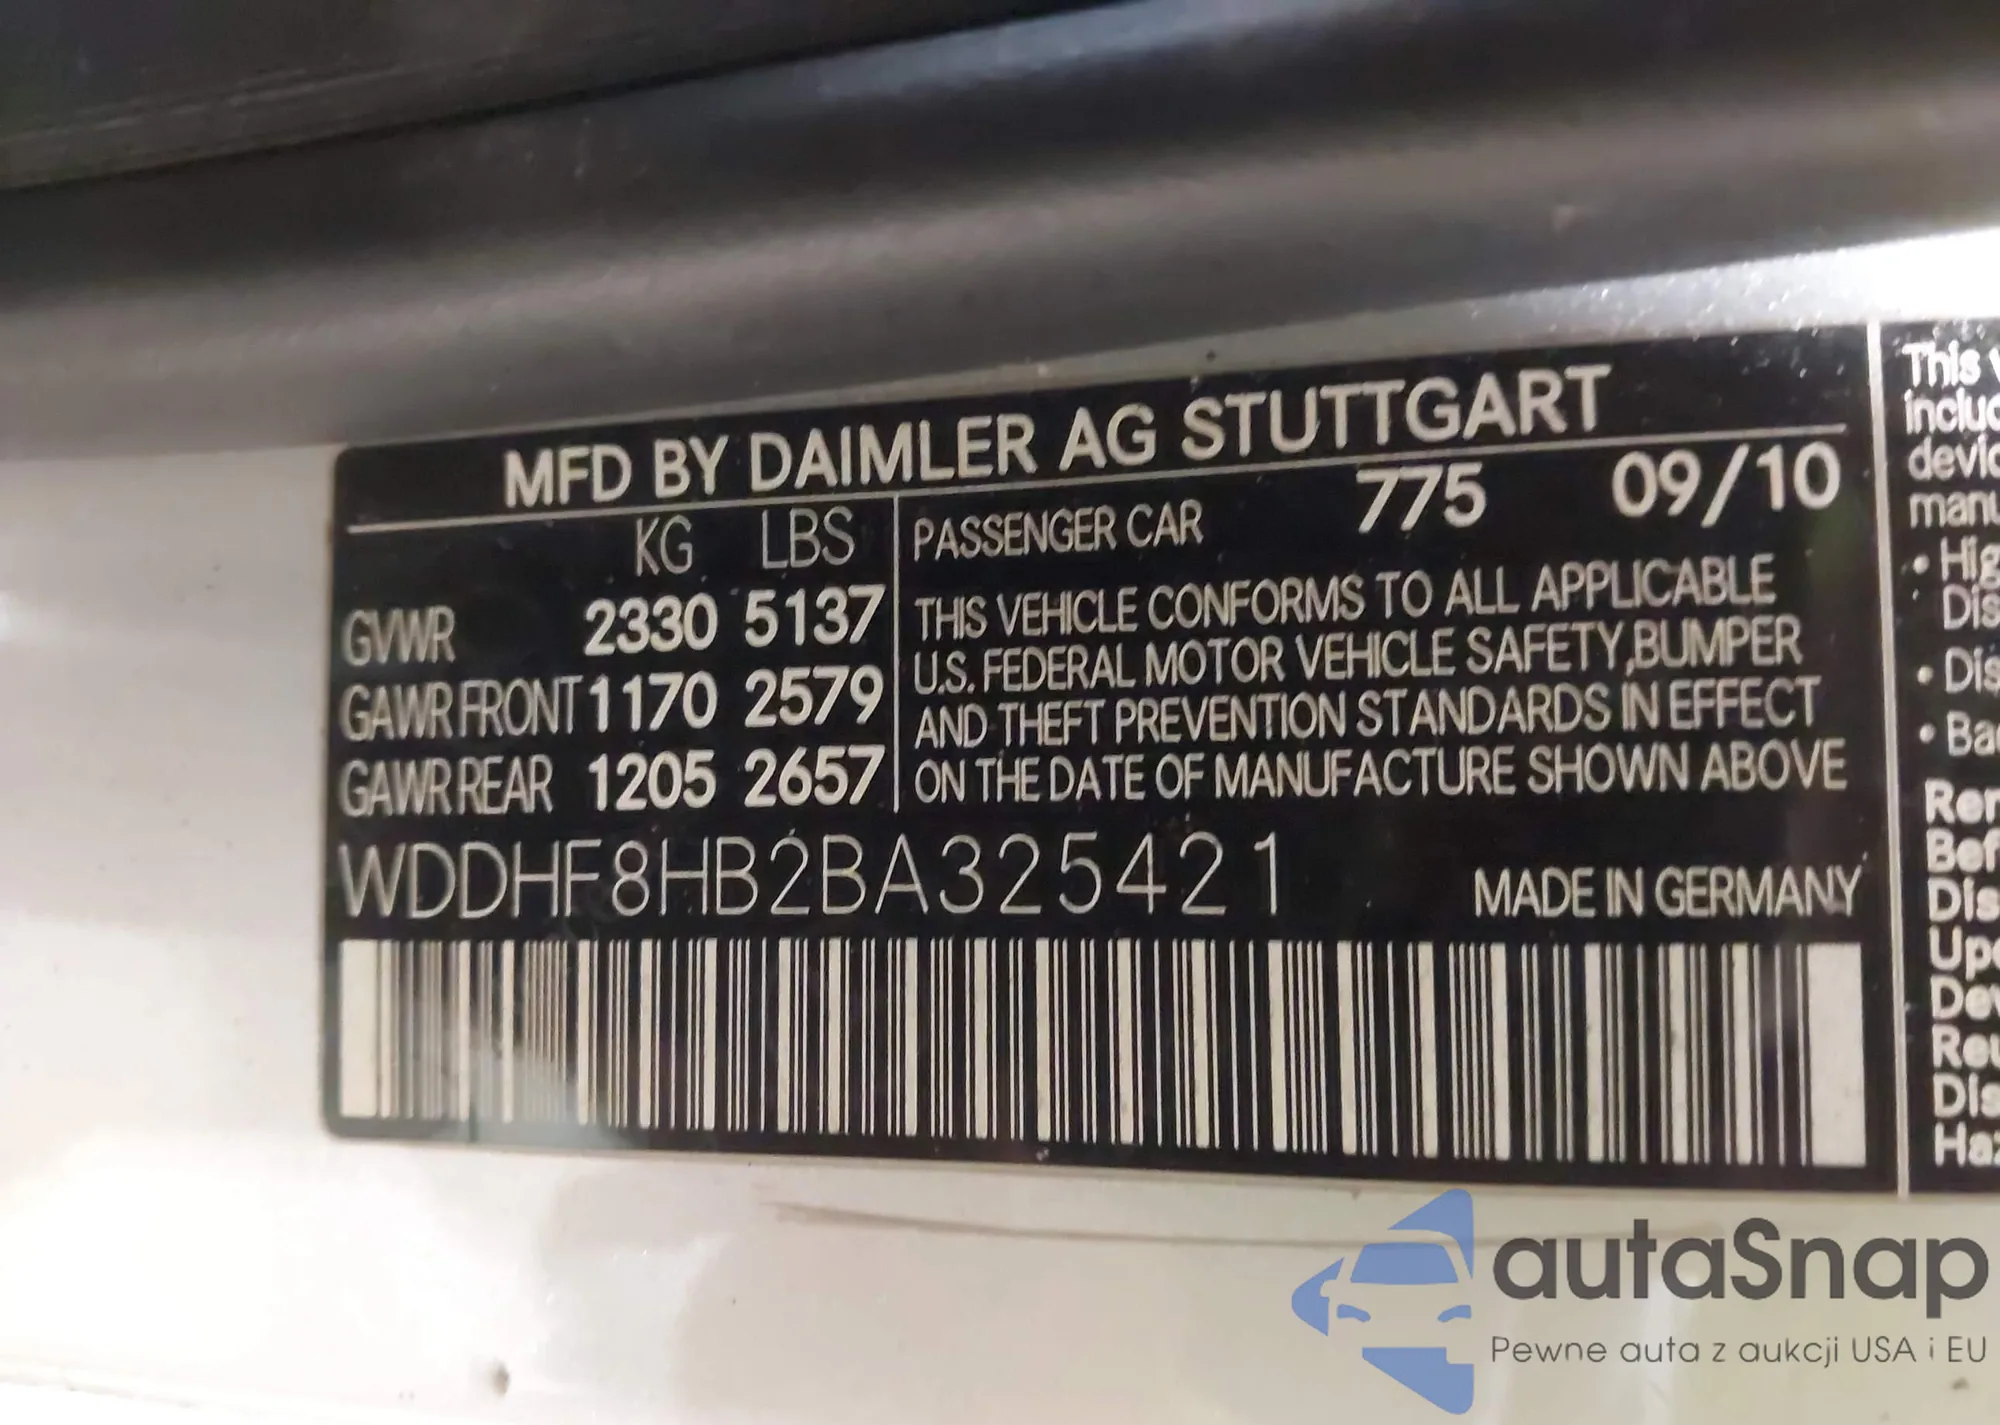 MFD BY DAIMLER AG STUTTGART
KG LBS
GVWR 2330 5137
GAWR FRONT 1170 2579
GAWR REAR 1205 2657
PASSENGER CAR 775 09/10
THIS VEHICLE CONFORMS TO ALL APPLICABLE
U.S. FEDERAL MOTOR VEHICLE SAFETY,BUMPER
AND THEFT PREVENTION STANDARDS IN EFFECT
ON THE DATE OF MANUFACTURE SHOWN ABOVE
WDDHF8HB2BA325421
MADE IN GERMANY
This
autaSnap
Pewne auta z aukcji USA i EU